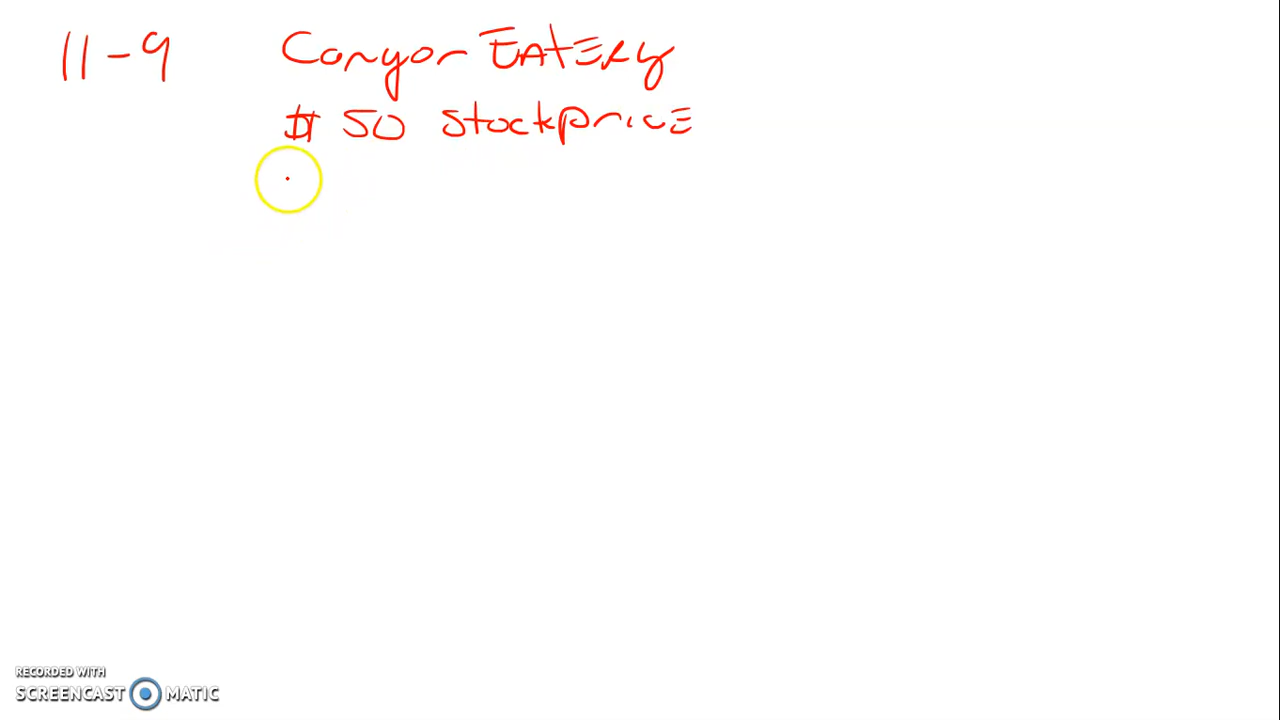 11-9 Canyon Eatery
$ 50 stockprice
RECORDED WITH
SCREENCAST MATIC